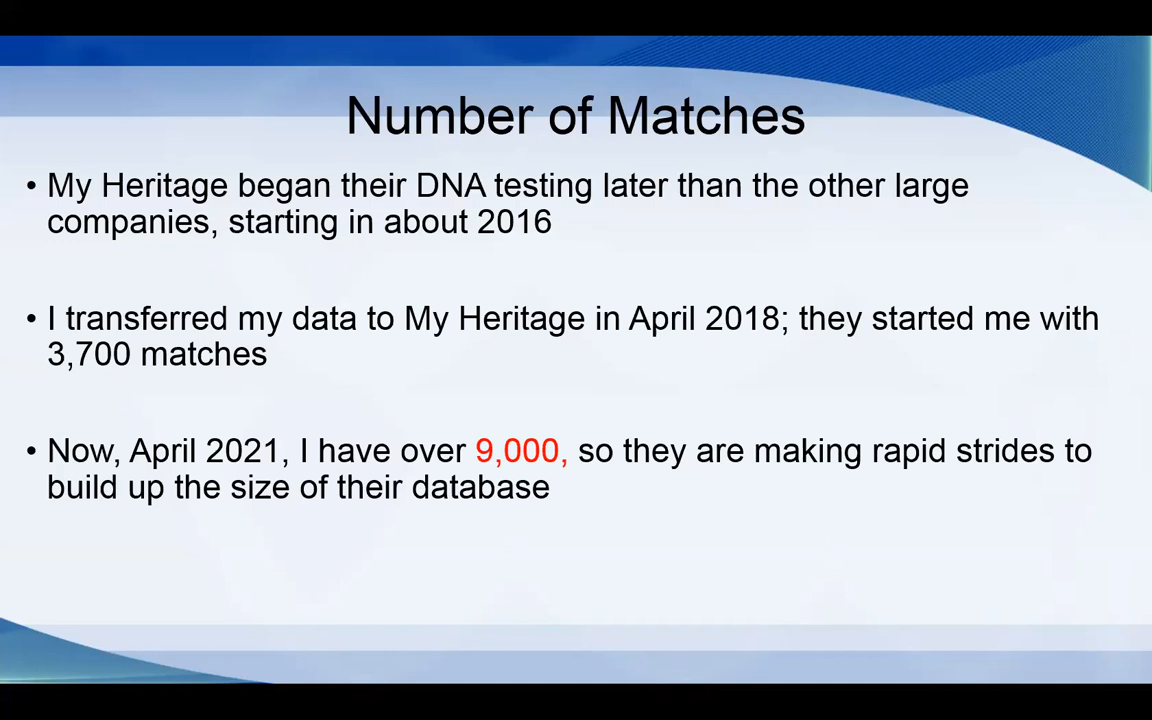 Number of Matches
• My Heritage began their DNA testing later than the other large
companies, starting in about 2016
• I transferred my data to My Heritage in April 2018; they started me with
3,700 matches
• Now, April 2021, I have over 9,000, so they are making rapid strides to
build up the size of their database